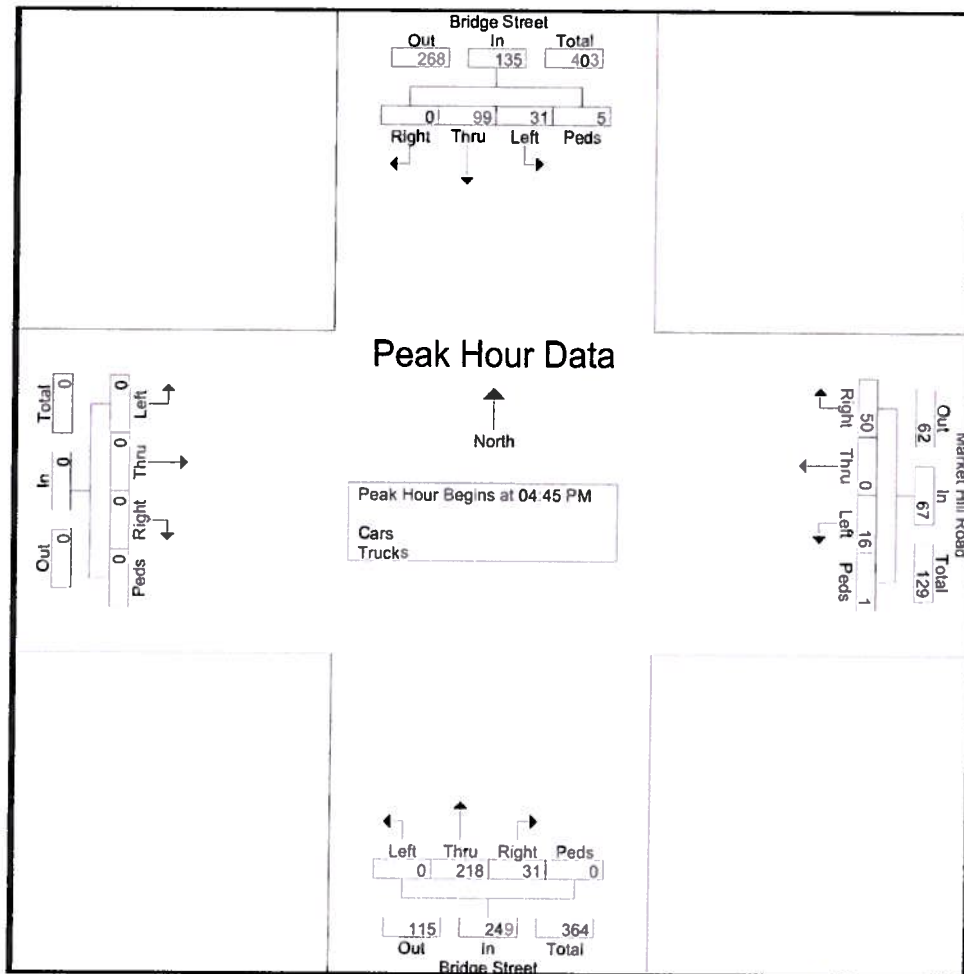 Bridge Street
Out In Total
268 135 403
0 99 31 5
Right Thru Left Peds
Peak Hour Data
North
Peak Hour Begins at 04:45 PM
Cars
Trucks
Total In Out
0 0 0
0 0 0 0
Left Thru Right Peds
Market Hill Road
Out In Total
62 67 129
50 0 16 1
Right Thru Left Peds
Left Thru Right Peds
0 218 31 0
115 249 364
Out In Total
Bridge Street